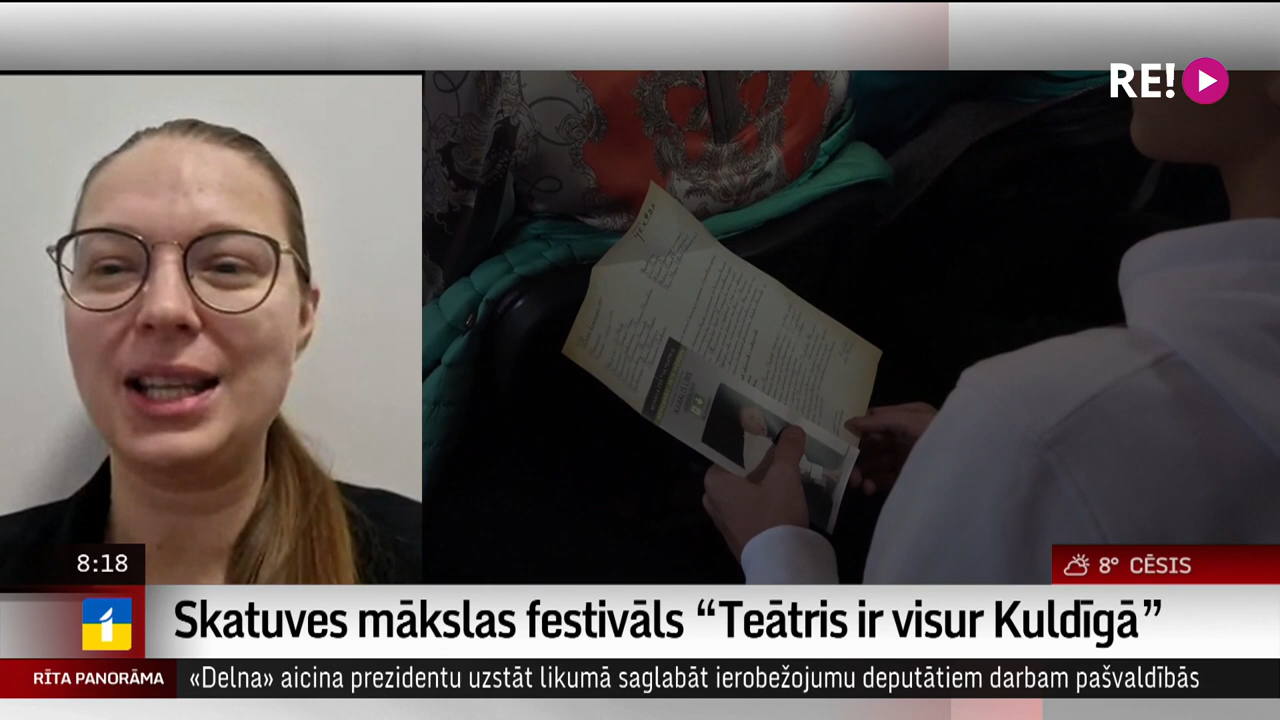 RE!
8:18
8° CĒSIS
1
Skatuves mākslas festivāls “Teātris ir visur Kuldīgā”
RĪTA PANORĀMA
«Delna» aicina prezidentu uzstāt likumā saglabāt ierobežojumu deputātiem darbam pašvaldībās